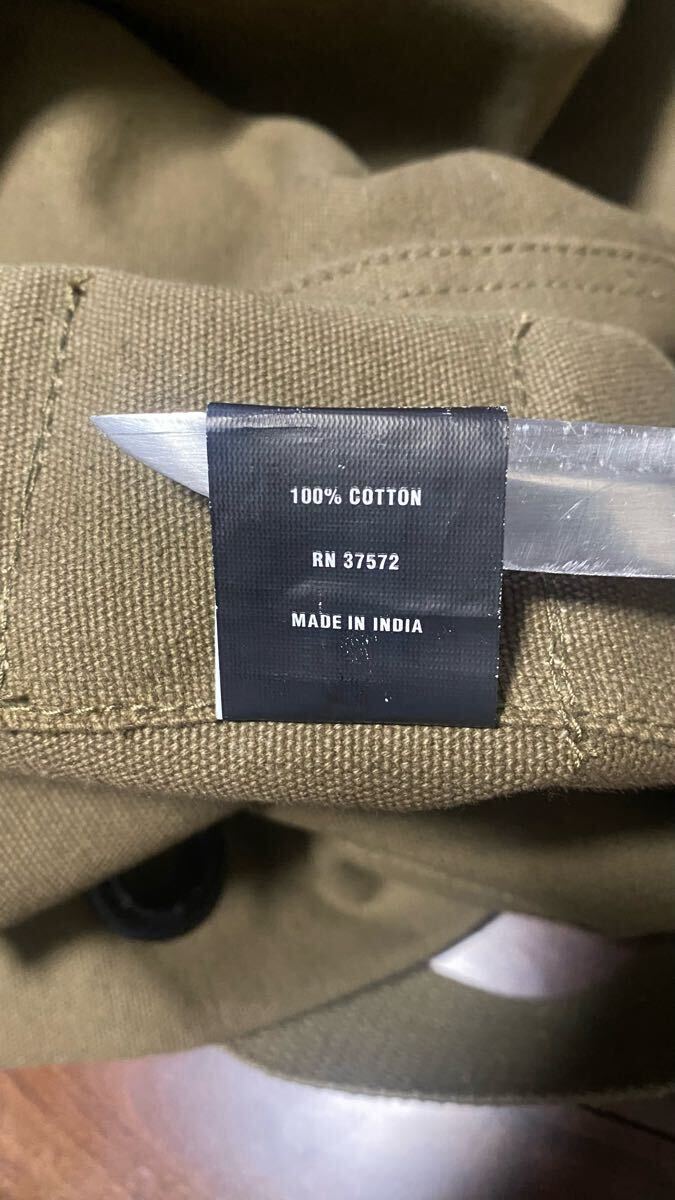 100% COTTON
RN 37572
MADE IN INDIA